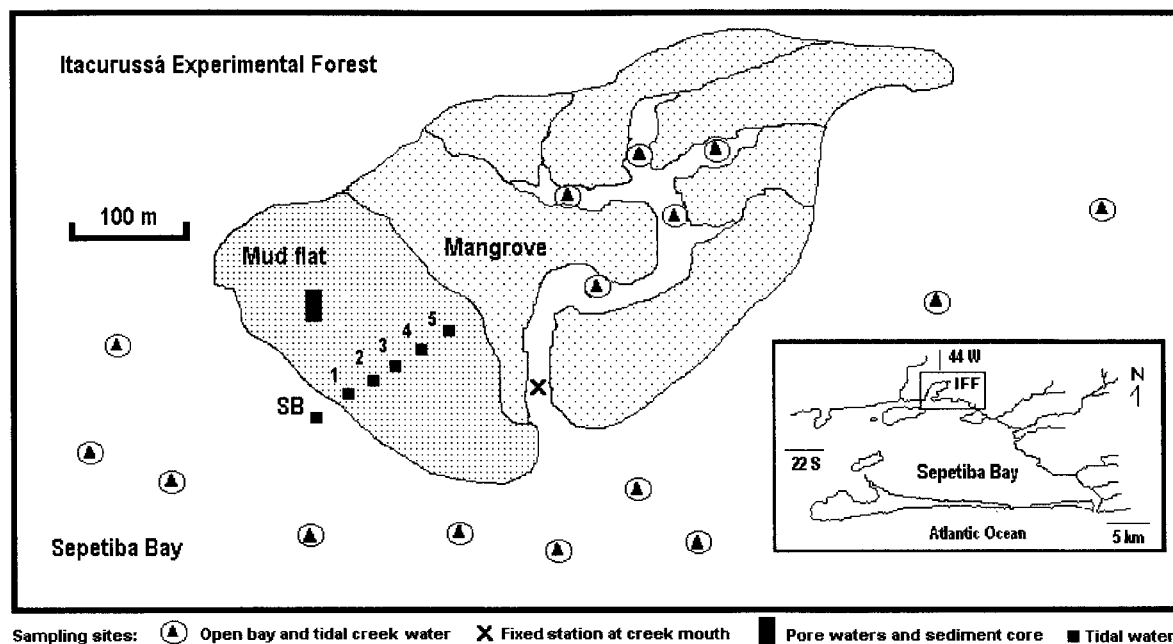 Itacurussá Experimental Forest
100 m
Mud flat
Mangrove
5
4
3
2
1
SB
Sepetiba Bay
44 W
IFF
N
22 S
Sepetiba Bay
Atlantic Ocean
5 km
Sampling sites: Open bay and tidal creek water Fixed station at creek mouth Pore waters and sediment core Tidal water